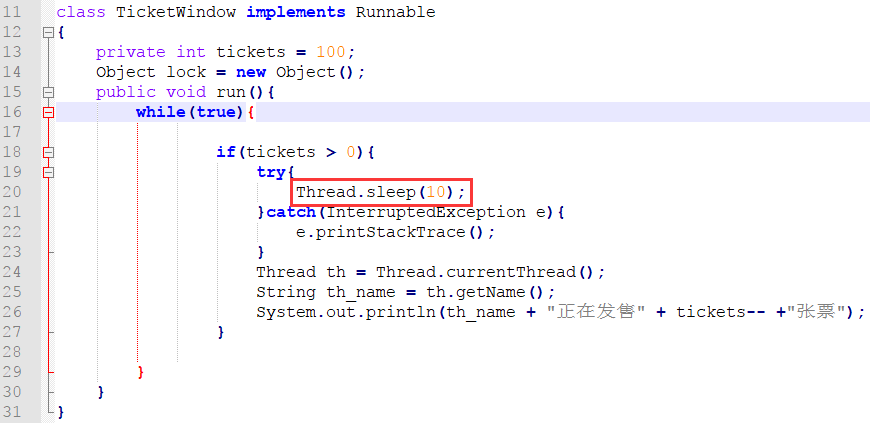 11 class TicketWindow implements Runnable
12 {
13     private int tickets = 100;
14     Object lock = new Object();
15     public void run(){
16         while(true){
17
18                 if(tickets > 0){
19                     try{
20                         Thread.sleep(10);
21                     }catch(InterruptedException e){
22                         e.printStackTrace();
23                     }
24                     Thread th = Thread.currentThread();
25                     String th_name = th.getName();
26                     System.out.println(th_name + "正在发售" + tickets-- +"张票");
27                 }
28
29         }
30     }
31 }